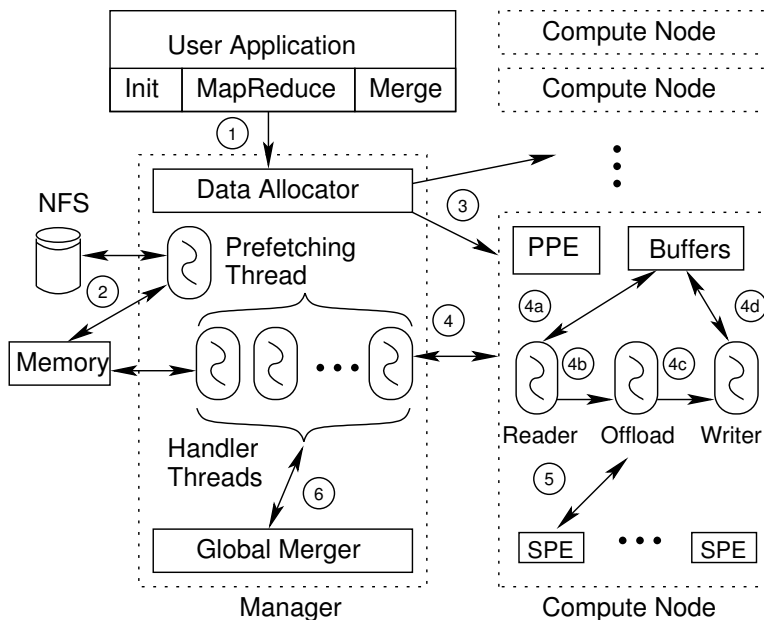 User Application
Init
MapReduce
Merge
Compute Node
Compute Node
1
Data Allocator
3
NFS
Prefetching
Thread
2
Memory
4
PPE
Buffers
4a
4d
4b
4c
Reader
Offload
Writer
Handler
Threads
6
5
Global Merger
SPE
SPE
Manager
Compute Node